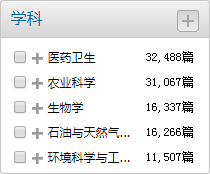 学科
医药卫生 32,488篇
农业科学 31,067篇
生物学 16,337篇
石油与天然气... 16,266篇
环境科学与工... 11,507篇